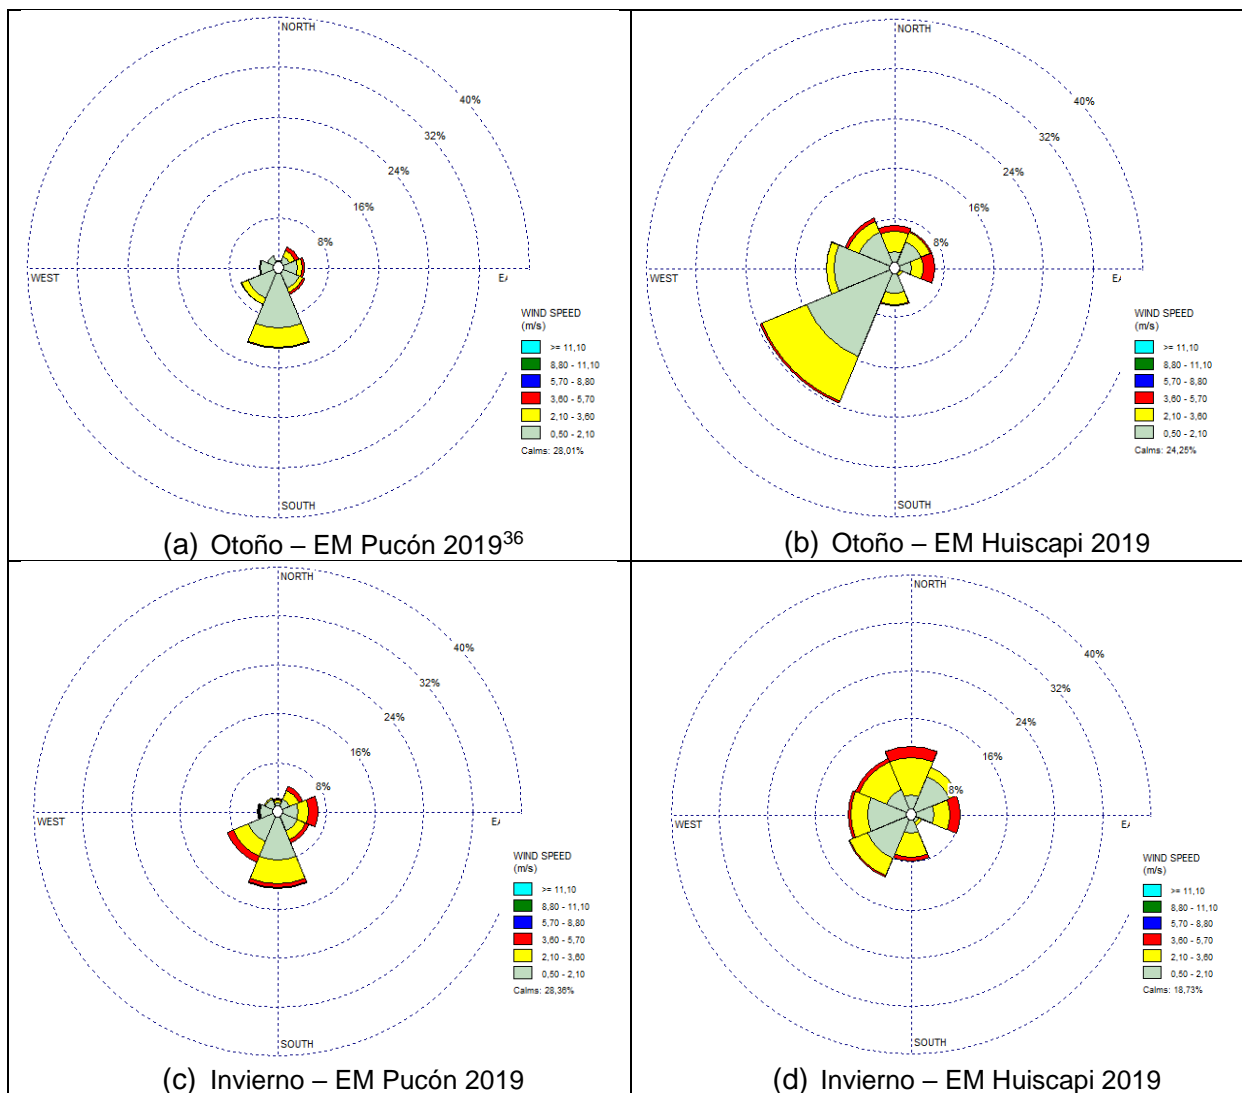 NORTH
40%
32%
24%
16%
8%
WEST
EA
SOUTH
WIND SPEED
(m/s)
>= 11,10
8,80 - 11,10
5,70 - 8,80
3,60 - 5,70
2,10 - 3,60
0,50 - 2,10
Calms: 28,01%
(a) Otoño – EM Pucón 2019³⁶
NORTH
40%
32%
24%
16%
8%
WEST
EA
SOUTH
WIND SPEED
(m/s)
>= 11,10
8,80 - 11,10
5,70 - 8,80
3,60 - 5,70
2,10 - 3,60
0,50 - 2,10
Calms: 24,25%
(b) Otoño – EM Huiscapi 2019
NORTH
40%
32%
24%
16%
8%
WEST
EA
SOUTH
WIND SPEED
(m/s)
>= 11,10
8,80 - 11,10
5,70 - 8,80
3,60 - 5,70
2,10 - 3,60
0,50 - 2,10
Calms: 28,36%
(c) Invierno – EM Pucón 2019
NORTH
40%
32%
24%
16%
8%
WEST
EA
SOUTH
WIND SPEED
(m/s)
>= 11,10
8,80 - 11,10
5,70 - 8,80
3,60 - 5,70
2,10 - 3,60
0,50 - 2,10
Calms: 18,73%
(d) Invierno – EM Huiscapi 2019